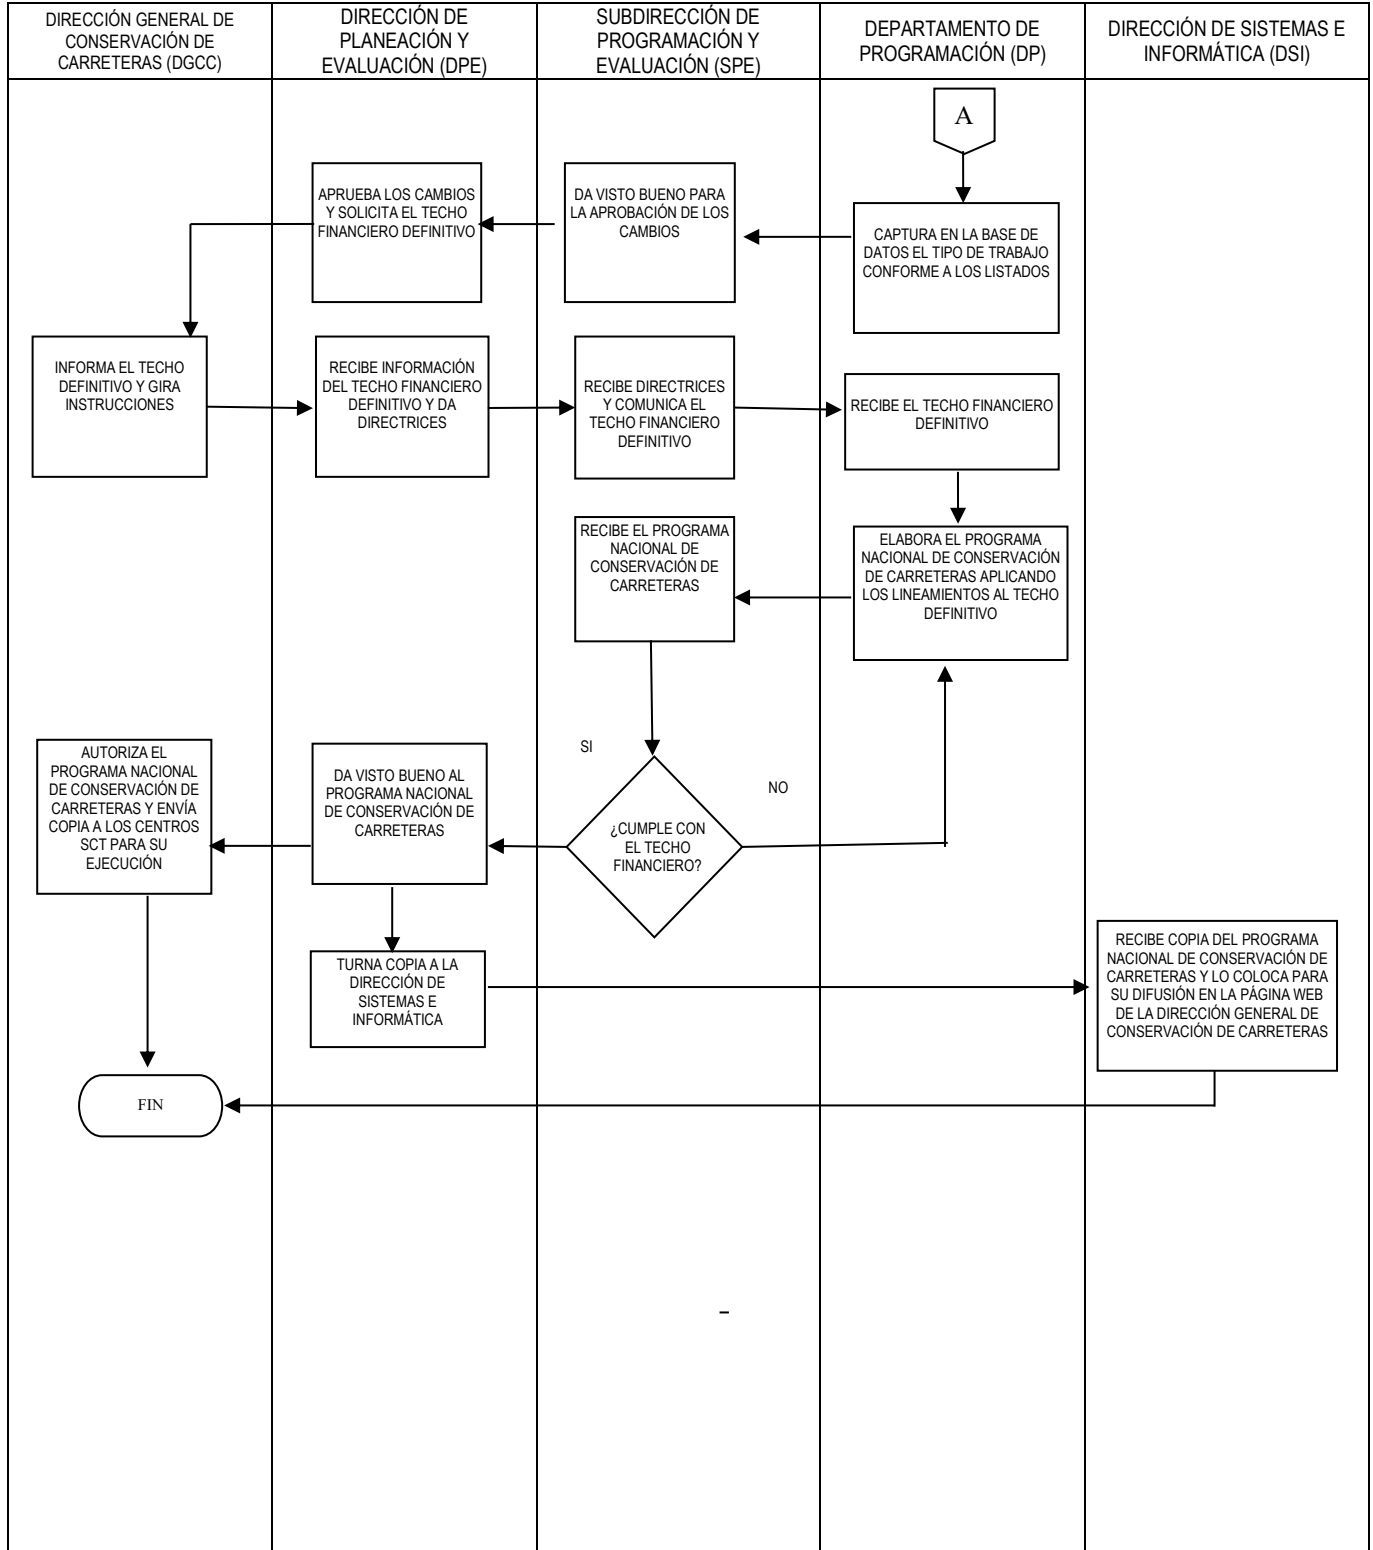 DIRECCIÓN GENERAL DE
CONSERVACIÓN DE
CARRETERAS (DGCC)
DIRECCIÓN DE
PLANEACIÓN Y
EVALUACIÓN (DPE)
SUBDIRECCIÓN DE
PROGRAMACIÓN Y
EVALUACIÓN (SPE)
DEPARTAMENTO DE
PROGRAMACIÓN (DP)
DIRECCIÓN DE SISTEMAS E
INFORMÁTICA (DSI)
A
APRUEBA LOS CAMBIOS
Y SOLICITA EL TECHO
FINANCIERO DEFINITIVO
DA VISTO BUENO PARA
LA APROBACIÓN DE LOS
CAMBIOS
CAPTURA EN LA BASE DE
DATOS EL TIPO DE TRABAJO
CONFORME A LOS LISTADOS
INFORMA EL TECHO
DEFINITIVO Y GIRA
INSTRUCCIONES
RECIBE INFORMACIÓN
DEL TECHO FINANCIERO
DEFINITIVO Y DA
DIRECTRICES
RECIBE DIRECTRICES
Y COMUNICA EL
TECHO FINANCIERO
DEFINITIVO
RECIBE EL TECHO FINANCIERO
DEFINITIVO
RECIBE EL PROGRAMA
NACIONAL DE
CONSERVACIÓN DE
CARRETERAS
ELABORA EL PROGRAMA
NACIONAL DE CONSERVACIÓN
DE CARRETERAS APLICANDO
LOS LINEAMIENTOS AL TECHO
DEFINITIVO
AUTORIZA EL
PROGRAMA NACIONAL
DE CONSERVACIÓN DE
CARRETERAS Y ENVÍA
COPIA A LOS CENTROS
SCT PARA SU
EJECUCIÓN
DA VISTO BUENO AL
PROGRAMA NACIONAL
DE CONSERVACIÓN DE
CARRETERAS
SI
NO
¿CUMPLE CON
EL TECHO
FINANCIERO?
TURNA COPIA A LA
DIRECCIÓN DE
SISTEMAS E
INFORMÁTICA
RECIBE COPIA DEL PROGRAMA
NACIONAL DE CONSERVACIÓN DE
CARRETERAS Y LO COLOCA PARA
SU DIFUSIÓN EN LA PÁGINA WEB
DE LA DIRECCIÓN GENERAL DE
CONSERVACIÓN DE CARRETERAS
FIN